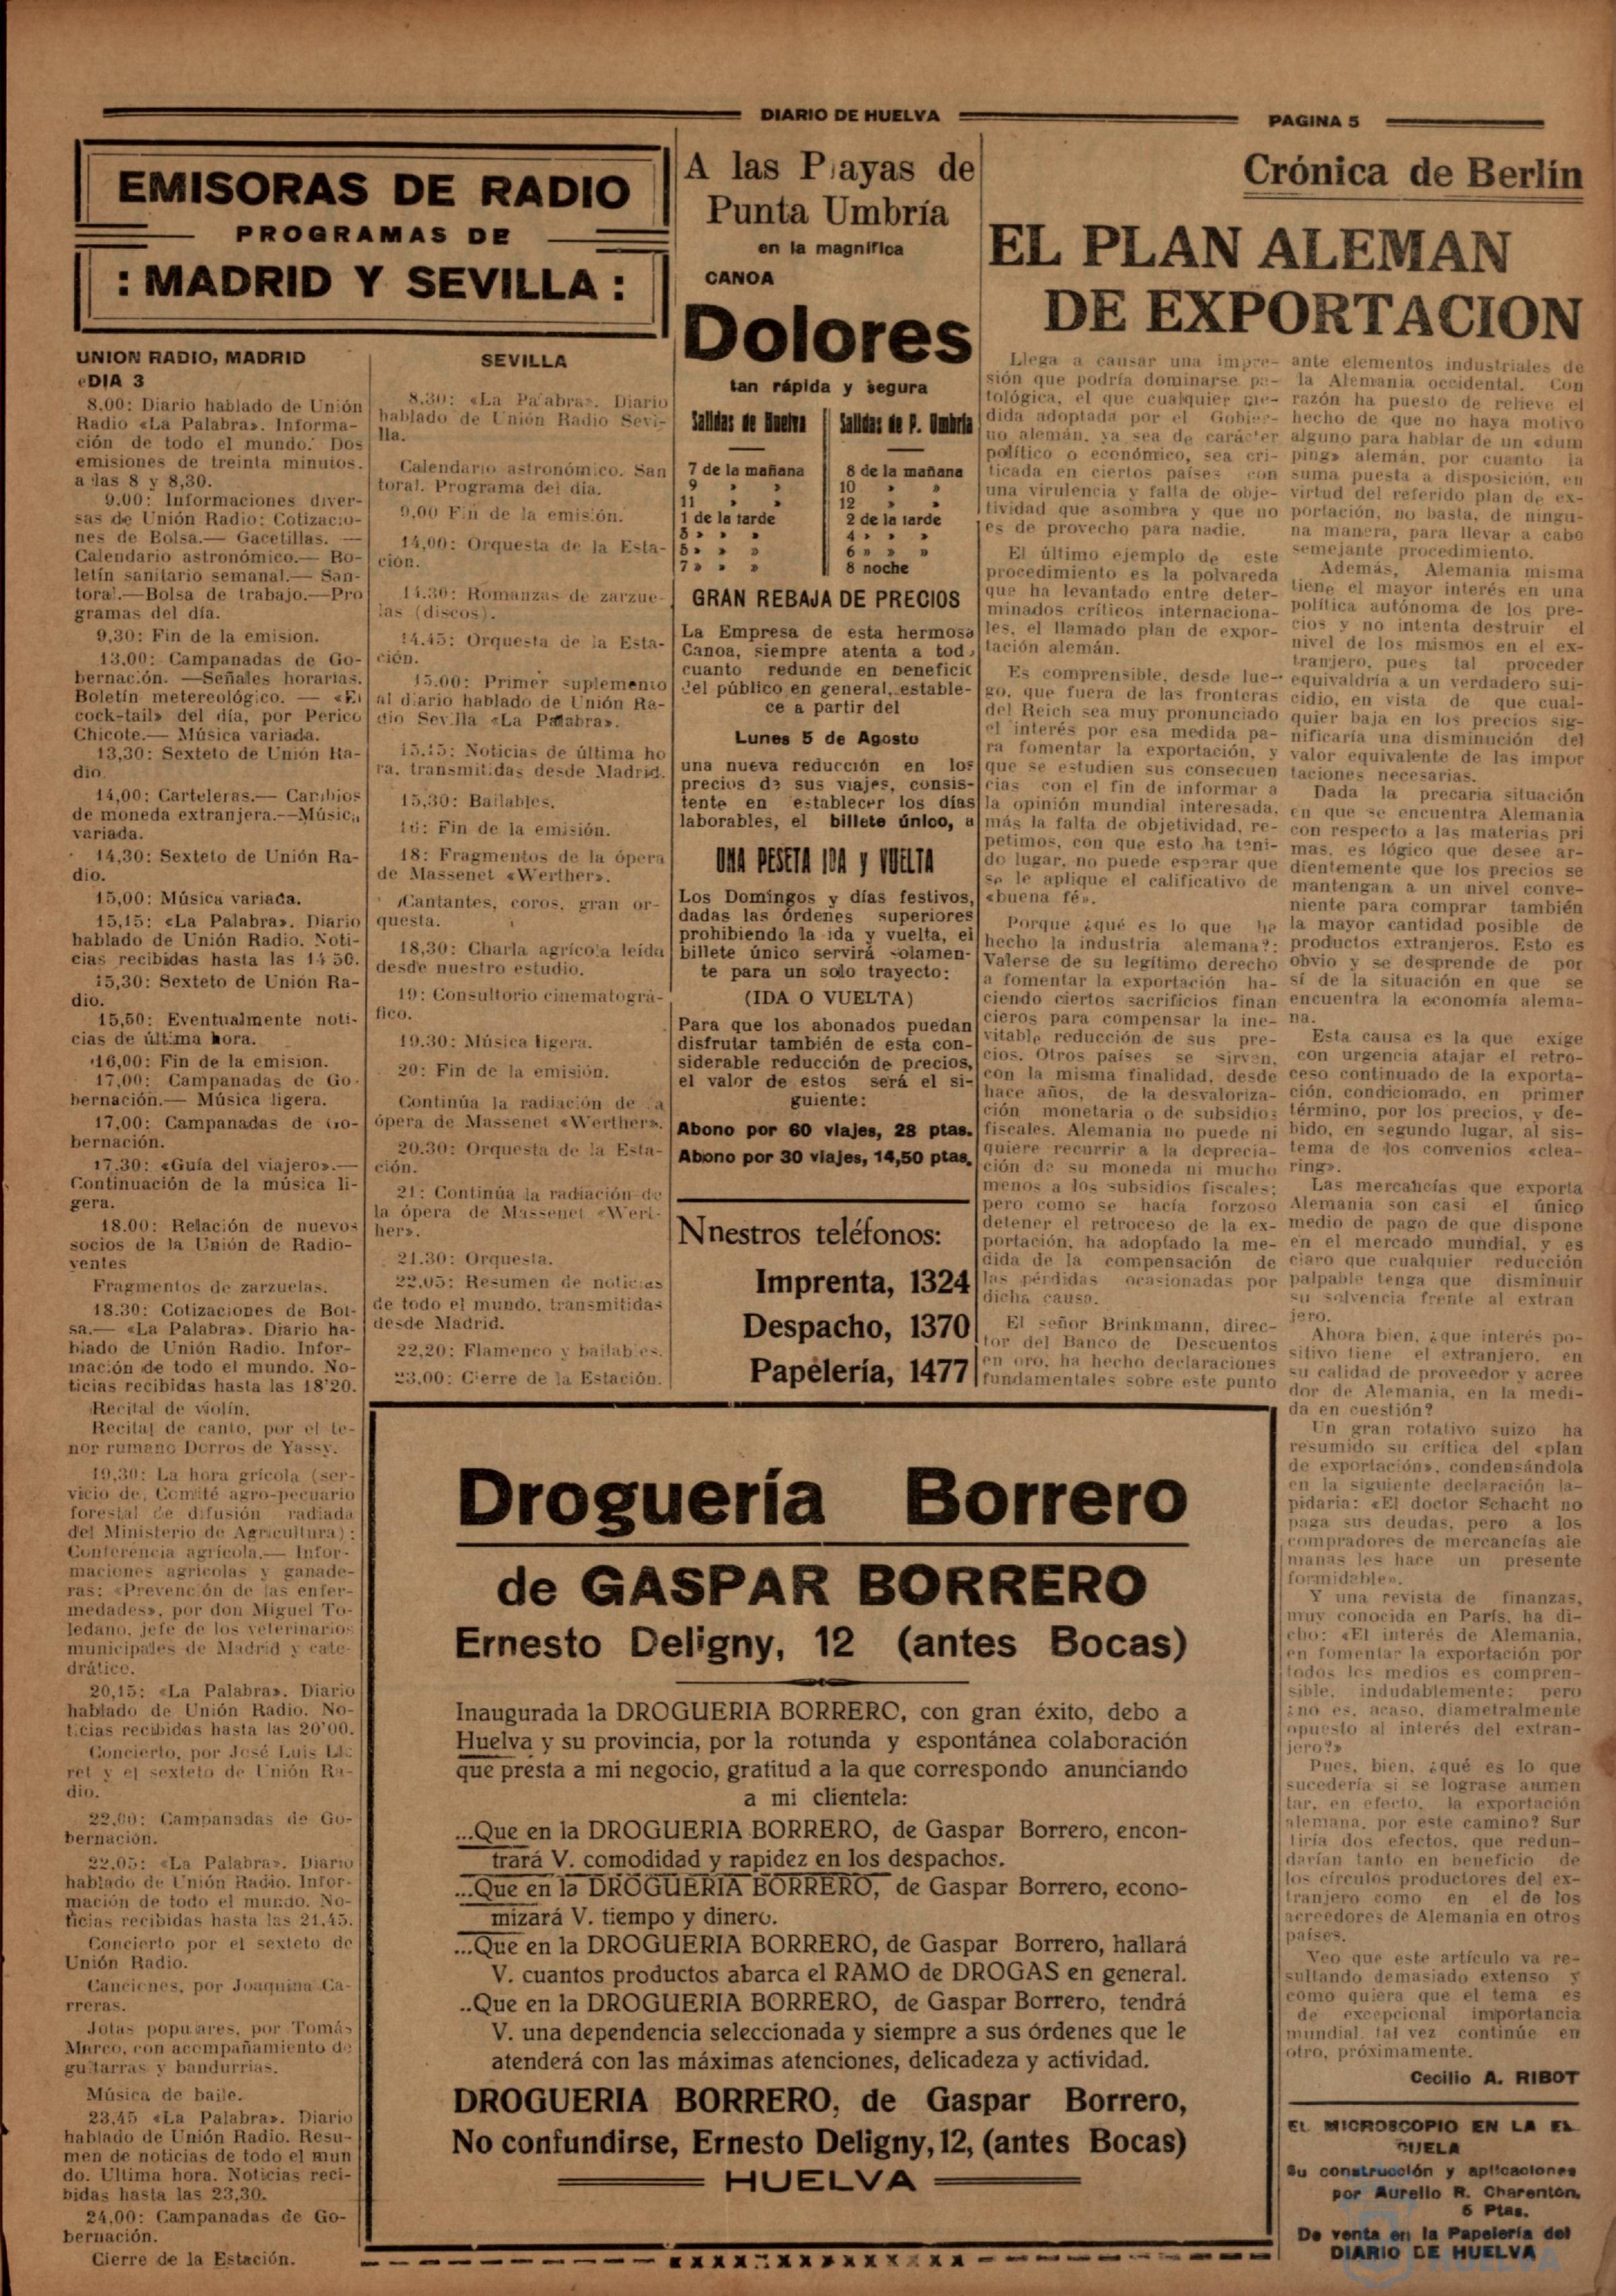 DIARIO DE HUELVA
PAGINA 5
EMISORAS DE RADIO
PROGRAMAS DE
: MADRID Y SEVILLA :
UNION RADIO, MADRID
DIA 3
8.00: Diario hablado de Unión
Radio «La Palabra». Informa-
ción de todo el mundo. Dos
emisiones de treinta minutos.
a las 8 y 8,30.
9.00: Informaciones diver-
sas de Unión Radio: Cotizacio-
nes de Bolsa.— Gacetillas. —
Calendario astronómico.— Bo-
letín sanitario semanal.— San-
toral.—Bolsa de trabajo.—Pro
gramas del día.
9,30: Fin de la emision.
13,00: Campanadas de Go-
bernación. —Señales horarias.
Boletín metereológico. — «El
cock-tail» del día, por Perico
Chicote.— Música variada.
13,30: Sexteto de Unión Ra-
dio
14,00: Carteleras.— Cambios
de moneda extranjera.--Música
variada.
14,30: Sexteto de Unión Ra-
dio.
15,00: Música variada.
15,15: «La Palabra». Diario
hablado de Unión Radio. Noti-
cias recibidas hasta las 14 50.
15,30: Sexteto de Unión Ra-
dio.
15,50: Eventualmente noti-
cias de última hora.
16,00: Fin de la emision.
17,00: Campanadas de Go-
bernación.— Música ligera.
17,00: Campanadas de Go-
bernación.
17.30: «Guía del viajero».—
Continuación de la música li-
gera.
18.00: Relación de nuevos
socios de la Unión de Radio-
yentes
Fragmentos de zarzuelas.
18.30: Cotizaciones de Bol-
sa.— «La Palabra». Diario ha-
blado de Unión Radio. Infor-
mación de todo el mundo. No-
ticias recibidas hasta las 18'20.
Recital de violín.
Recital de canto, por el te-
nor rumano Dorros de Yassy.
19,30: La hora grícola (ser-
vicio de. Comité agro-pecuario
forestal de difusión radiada
del Ministerio de Agricultura):
Conferencia agrícola.— Infor-
maciones agrícolas y ganade-
ras: «Prevención de las enfer-
medades», por don Miguel To-
ledano, jefe de los veterinarios
municipales de Madrid y cate-
drático.
20,15: «La Palabra». Diario
hablado de Unión Radio. No-
ticias recibidas hasta las 20'00.
Concierto, por José Luis
ret y el sexteto de Unión Ra-
dio.
22,00: Campanadas de Go-
bernación.
22,05: «La Palabra». Diario
hablado de Unión Radio. Infor-
mación de todo el mundo. No-
ticias recibidas hasta las 21,45.
Concierto por el sexteto de
Unión Radio.
Canciones, por Joaquina Ca-
rreras.
Jotas populares, por Tomás
Marco, con acompañamiento de
guitarras y bandurrias.
Música de baile.
23,45 «La Palabra». Diario
hablado de Unión Radio. Resu-
men de noticias de todo el mun
do. Ultima hora. Noticias reci-
bidas hasta las 23,30.
24,00: Campanadas de Go-
bernación.
Cierre de la Estación.
SEVILLA
8.30: «La Palabra». Diario
hablado de Unión Radio Sevi-
lla.
Calendario astronómico. San
toral. Programa del día.
9,00 Fin de la emisión.
14,00: Orquesta de la Esta-
ción.
14.30: Romanzas de zarzue-
las (discos).
14.45: Orquesta de la Esta-
ción.
15.00: Primer suplemento
al diario hablado de Unión Ra-
dio Sevilla «La Palabra».
15.15: Noticias de última ho
ra, transmitidas desde Madrid.
15,30: Bailables.
16: Fin de la emisión.
18: Fragmentos de la ópera
de Massenet «Werther».
Cantantes, coros, gran or-
questa.
18,30: Charla agrícola leída
desde nuestro estudio.
19: Consultorio cinematográ-
fico.
19.30: Música ligera.
20: Fin de la emisión.
Continúa la radiación de la
ópera de Massenet «Werther».
20.30: Orquesta de la Esta-
ción.
21: Continúa la radiación de
la ópera de Massenet «Wert-
her».
21.30: Orquesta.
22.05: Resumen de noticias
de todo el mundo, transmitidas
desde Madrid.
22,20: Flamenco y bailables.
23,00: Cierre de la Estación.
A las Playas de
Punta Umbría
en la magnífica
CANOA
Dolores
tan rápida y segura
Salidas de Huelva
7 de la mañana
9 » »
11 » »
1 de la tarde
3 » » »
5 » » »
7 » » »
Salidas de P. Umbría
8 de la mañana
10 » »
12 » »
2 de la tarde
4 » » »
6 » » »
8 noche
GRAN REBAJA DE PRECIOS
La Empresa de esta hermosa
Canoa, siempre atenta a tod
cuanto redunde en beneficio
del público en general, estable-
ce a partir del
Lunes 5 de Agosto
una nueva reducción en los
precios de sus viajes, consis-
tente en establecer los días
laborables, el billete único, a
UNA PESETA IDA y VUELTA
Los Domingos y días festivos,
dadas las órdenes superiores
prohibiendo la ida y vuelta, el
billete único servirá solamen-
te para un solo trayecto:
(IDA O VUELTA)
Para que los abonados puedan
disfrutar también de esta con-
siderable reducción de precios,
el valor de estos será el si-
guiente:
Abono por 60 viajes, 28 ptas.
Abono por 30 viajes, 14,50 ptas.
Nnestros teléfonos:
Imprenta, 1324
Despacho, 1370
Papelería, 1477
Crónica de Berlín
EL PLAN ALEMAN
DE EXPORTACION
Llega a causar una impre-
sión que podría dominarse pa-
tológica, el que cualquier me-
dida adoptada por el Gobier-
no alemán, ya sea de carácter
político o económico, sea cri-
ticada en ciertos países con
una virulencia y falta de obje-
tividad que asombra y que no
es de provecho para nadie.
El último ejemplo de este
procedimiento es la polvareda
que ha levantado entre deter-
minados críticos internaciona-
les, el llamado plan de expor-
tación alemán.
Es comprensible, desde lue-
go, que fuera de las fronteras
del Reich sea muy pronunciado
el interés por esa medida pa-
ra fomentar la exportación, y
que se estudien sus consecuen
cias con el fin de informar a
la opinión mundial interesada,
más la falta de objetividad, re-
petimos, con que esto ha teni-
do lugar, no puede esperar que
se le aplique el calificativo de
«buena fé».
Porque ¿qué es lo que ha
hecho la industria alemana?:
Valerse de su legítimo derecho
a fomentar la exportación ha-
ciendo ciertos sacrificios finan
cieros para compensar la ine-
vitable reducción de sus pre-
cios. Otros países se sirven,
con la misma finalidad, desde
hace años, de la desvaloriza-
ción monetaria o de subsidios
fiscales. Alemania no puede ni
quiere recurrir a la deprecia-
ción de su moneda ni mucho
menos a los subsidios fiscales;
pero como se hacía forzoso
detener el retroceso de la ex-
portación, ha adoptado la me-
dida de la compensación de
las pérdidas ocasionadas por
dicha causa.
El señor Brinkmann, direc-
tor del Banco de Descuentos
en oro, ha hecho declaraciones
fundamentales sobre este punto
ante elementos industriales de
la Alemania occidental. Con
razón ha puesto de relieve el
hecho de que no haya motivo
alguno para hablar de un «dum
ping» alemán, por cuanto la
suma puesta a disposición, en
virtud del referido plan de ex-
portación, no basta, de ningu-
na manera, para llevar a cabo
semejante procedimiento.
Además, Alemania misma
tiene el mayor interés en una
política autónoma de los pre-
cios y no intenta destruir el
nivel de los mismos en el ex-
tranjero, pues tal proceder
equivaldría a un verdadero sui-
cidio, en vista de que cual-
quier baja en los precios sig-
nificaría una disminución del
valor equivalente de las impor
taciones necesarias.
Dada la precaria situación
en que se encuentra Alemania
con respecto a las materias pri
mas, es lógico que desee ar-
dientemente que los precios se
mantengan a un nivel conve-
niente para comprar también
la mayor cantidad posible de
productos extranjeros. Esto es
obvio y se desprende de por
sí de la situación en que se
encuentra la economía alema-
na.
Esta causa es la que exige
con urgencia atajar el retro-
ceso continuado de la exporta-
ción, condicionado, en primer
término, por los precios, y de-
bido, en segundo lugar, al sis-
tema de los convenios «clea-
ring».
Las mercancías que exporta
Alemania son casi el único
medio de pago de que dispone
en el mercado mundial, y es
claro que cualquier reducción
palpable tenga que disminuir
su solvencia frente al extran
jero.
Ahora bien, ¿que interés po-
sitivo tiene el extranjero, en
su calidad de proveedor y acree
dor de Alemania, en la medi-
da en cuestión?
Un gran rotativo suizo ha
resumido su crítica del «plan
de exportación», condensándola
en la siguiente declaración la-
pidaria: «El doctor Schacht no
paga sus deudas, pero a los
compradores de mercancías ale
manas les hace un presente
formidable».
Y una revista de finanzas,
muy conocida en París, ha di-
cho: «El interés de Alemania,
en fomentar la exportación por
todos los medios es compren-
sible, indudablemente; pero
¿no es, acaso, diametralmente
opuesto al interés del extran-
jero?»
Pues, bien, ¿qué es lo que
sucedería si se lograse aumen
tar, en efecto, la exportación
alemana, por este camino? Sur
tiría dos efectos, que redun-
darían tanto en beneficio de
los círculos productores del ex-
tranjero como en el de los
acreedores de Alemania en otros
países.
Veo que este artículo va re-
sultando demasiado extenso y
como quiera que el tema es
de excepcional importancia
mundial, tal vez continúe en
otro, próximamente.
Cecilio A. RIBOT
EL MICROSCOPIO EN LA ES
CUELA
Su construcción y aplicaciones
por Aurelio R. Charentón.
5 Ptas.
De venta en la Papelería del
DIARIO DE HUELVA
Droguería Borrero
de GASPAR BORRERO
Ernesto Deligny, 12 (antes Bocas)
Inaugurada la DROGUERIA BORRERO, con gran éxito, debo a
Huelva y su provincia, por la rotunda y espontánea colaboración
que presta a mi negocio, gratitud a la que correspondo anunciando
a mi clientela:
...Que en la DROGUERIA BORRERO, de Gaspar Borrero, encon-
trará V. comodidad y rapidez en los despachos.
...Que en la DROGUERIA BORRERO, de Gaspar Borrero, econo-
mizará V. tiempo y dinero.
...Que en la DROGUERIA BORRERO, de Gaspar Borrero, hallará
V. cuantos productos abarca el RAMO de DROGAS en general.
..Que en la DROGUERIA BORRERO, de Gaspar Borrero, tendrá
V. una dependencia seleccionada y siempre a sus órdenes que le
atenderá con las máximas atenciones, delicadeza y actividad.
DROGUERIA BORRERO, de Gaspar Borrero,
No confundirse, Ernesto Deligny, 12, (antes Bocas)
HUELVA